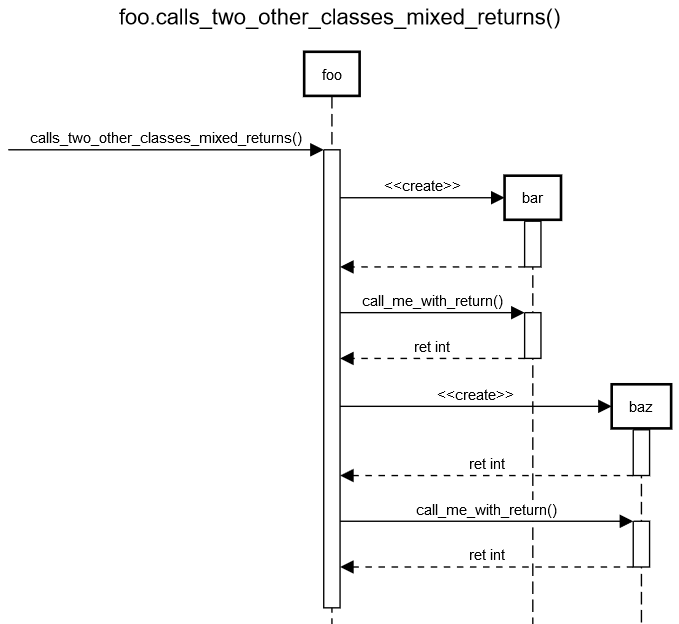 foo.calls_two_other_classes_mixed_returns()
foo
calls_two_other_classes_mixed_returns()
<<create>>
bar
call_me_with_return()
ret int
<<create>>
baz
ret int
call_me_with_return()
ret int